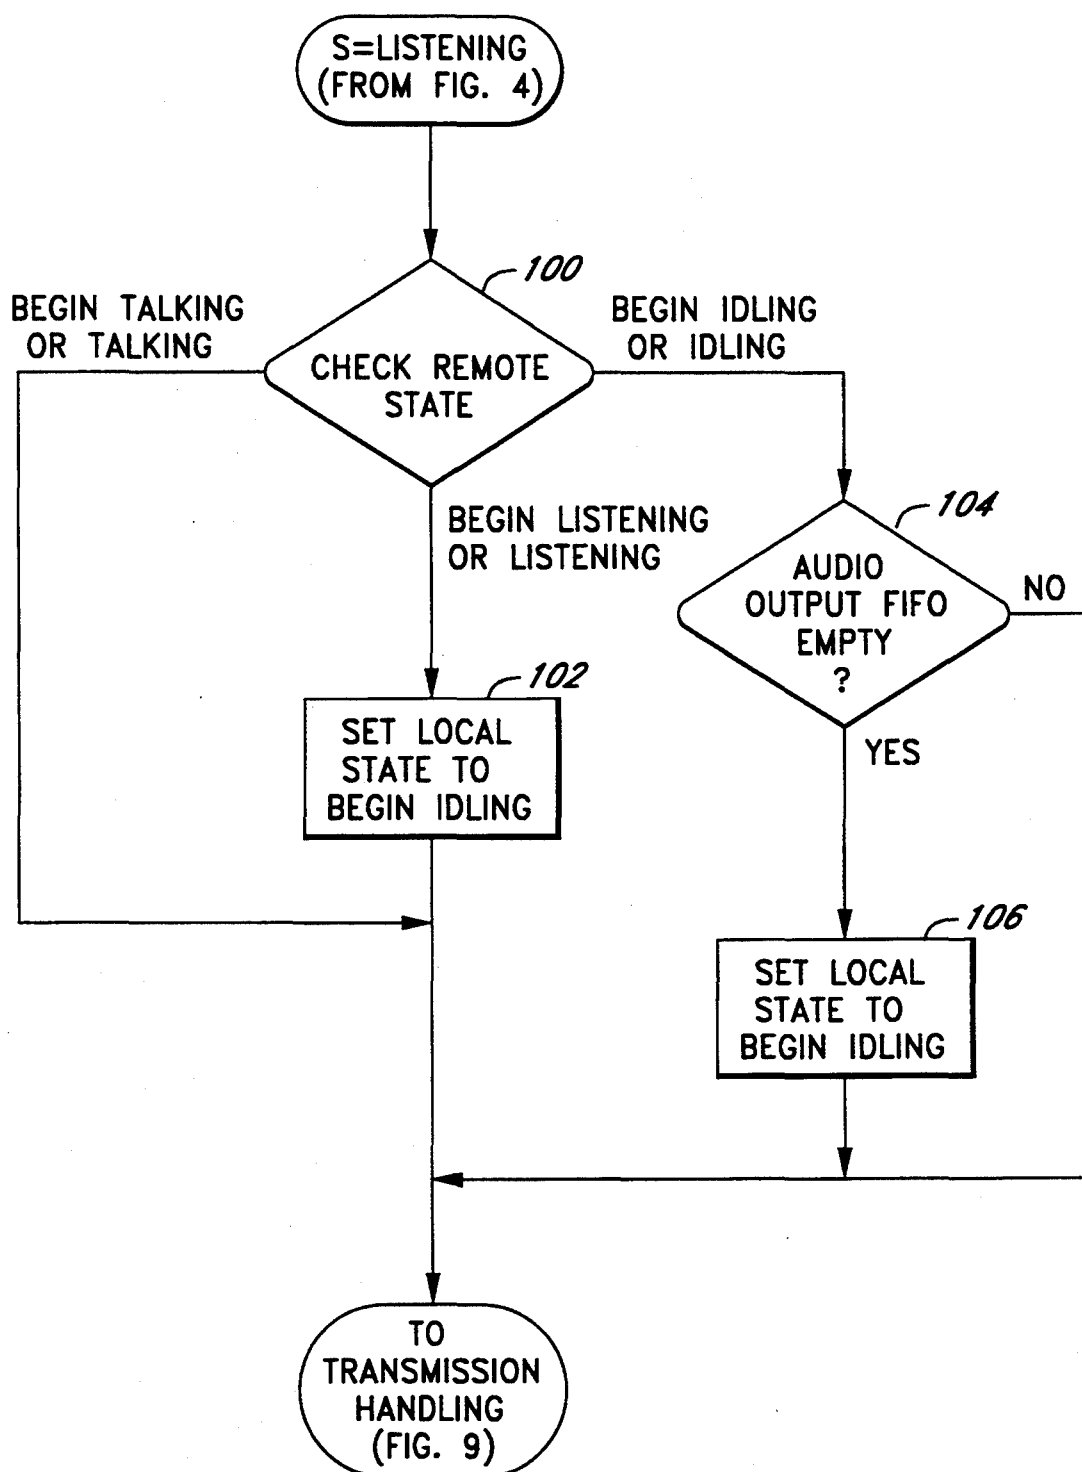 S=LISTENING
(FROM FIG. 4)
100
BEGIN TALKING
OR TALKING
BEGIN IDLING
OR IDLING
CHECK REMOTE
STATE
BEGIN LISTENING
OR LISTENING
104
AUDIO
OUTPUT FIFO
EMPTY
?
NO
YES
102
SET LOCAL
STATE TO
BEGIN IDLING
106
SET LOCAL
STATE TO
BEGIN IDLING
TO
TRANSMISSION
HANDLING
(FIG. 9)